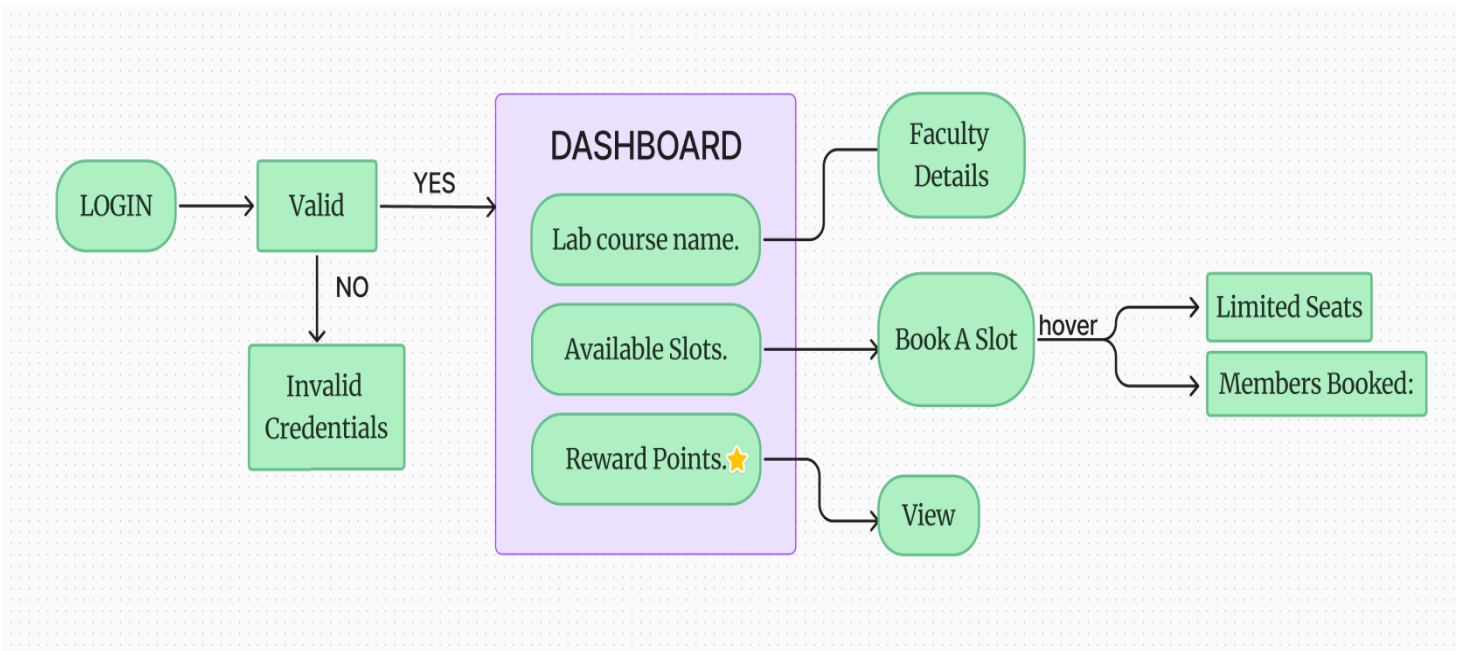 LOGIN
Valid
YES
NO
Invalid
Credentials
DASHBOARD
Lab course name.
Available Slots.
Reward Points.
Faculty
Details
Book A Slot
hover
Limited Seats
Members Booked:
View